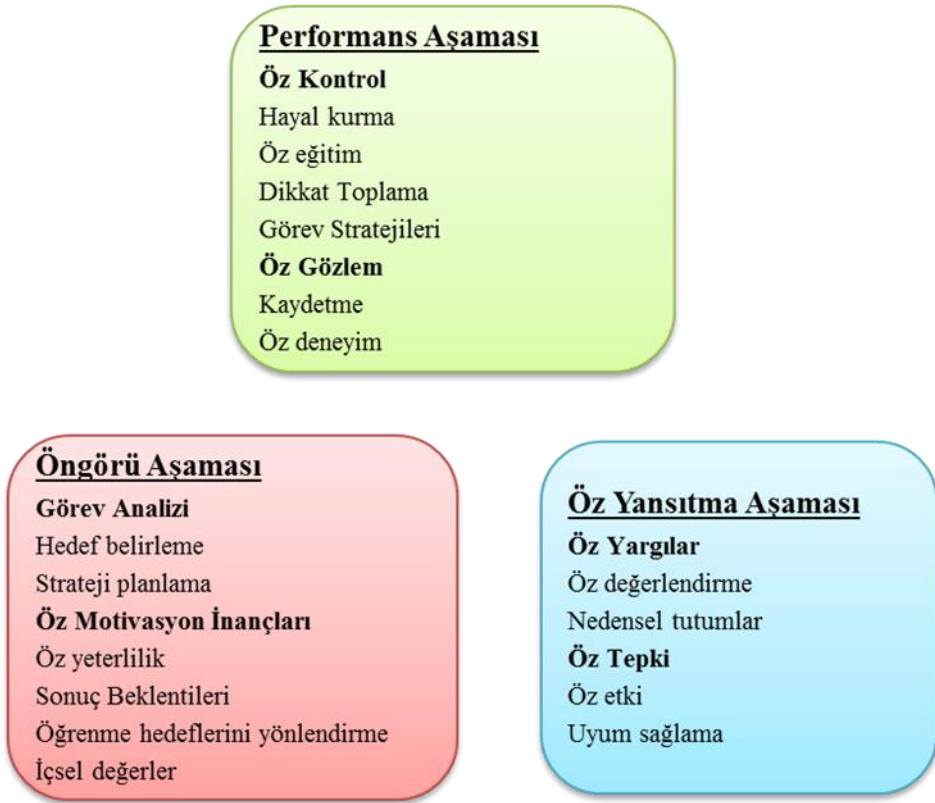 Performans Aşaması
Öz Kontrol
Hayal kurma
Öz eğitim
Dikkat Toplama
Görev Stratejileri
Öz Gözlem
Kaydetme
Öz deneyim
Öngörü Aşaması
Görev Analizi
Hedef belirleme
Strateji planlama
Öz Motivasyon İnançları
Öz yeterlilik
Sonuç Beklentileri
Öğrenme hedeflerini yönlendirme
İçsel değerler
Öz Yansıtma Aşaması
Öz Yargılar
Öz değerlendirme
Nedensel tutumlar
Öz Tepki
Öz etki
Uyum sağlama